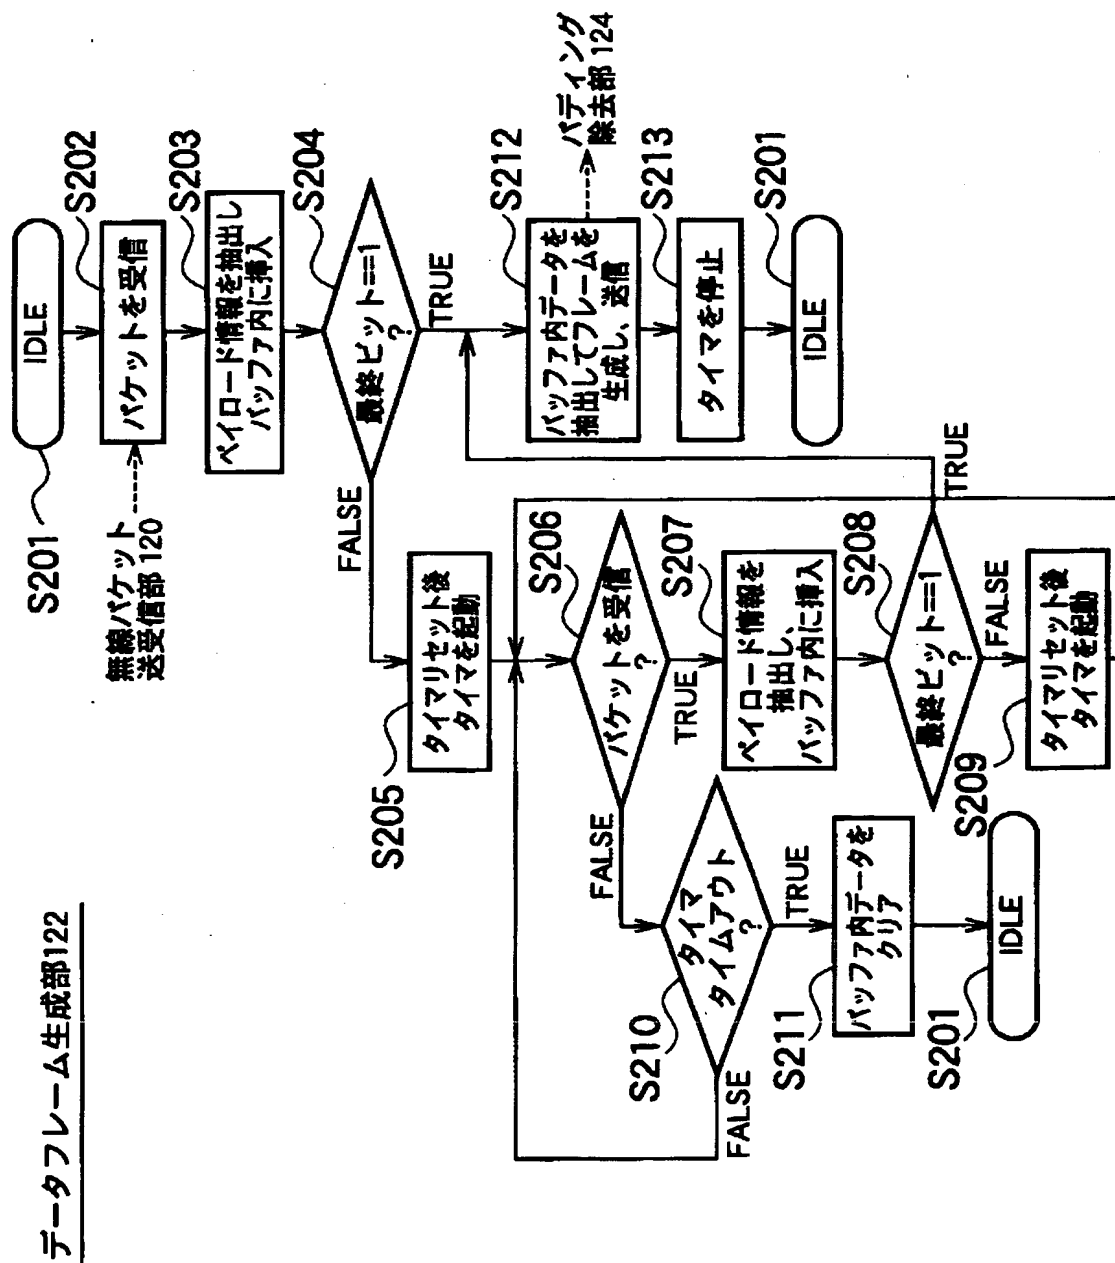 データフレーム生成部122
S201
IDLE
無線パケット
送受信部 120
S202
パケットを受信
S203
ペイロード情報を抽出し
バッファ内に挿入
S204
最終ビット==1
?
FALSE
TRUE
S205
タイマリセット後
タイマを起動
S206
パケットを受信
?
FALSE
TRUE
S207
ペイロード情報を
抽出し、
バッファ内に挿入
S208
最終ビット==1
?
TRUE
FALSE
S209
タイマリセット後
タイマを起動
S210
タイマ
タイムアウト
?
FALSE
TRUE
S211
バッファ内データを
クリア
S201
IDLE
S212
バッファ内データを
抽出してフレームを
生成し、送信
パディング
除去部 124
S213
タイマを停止
S201
IDLE